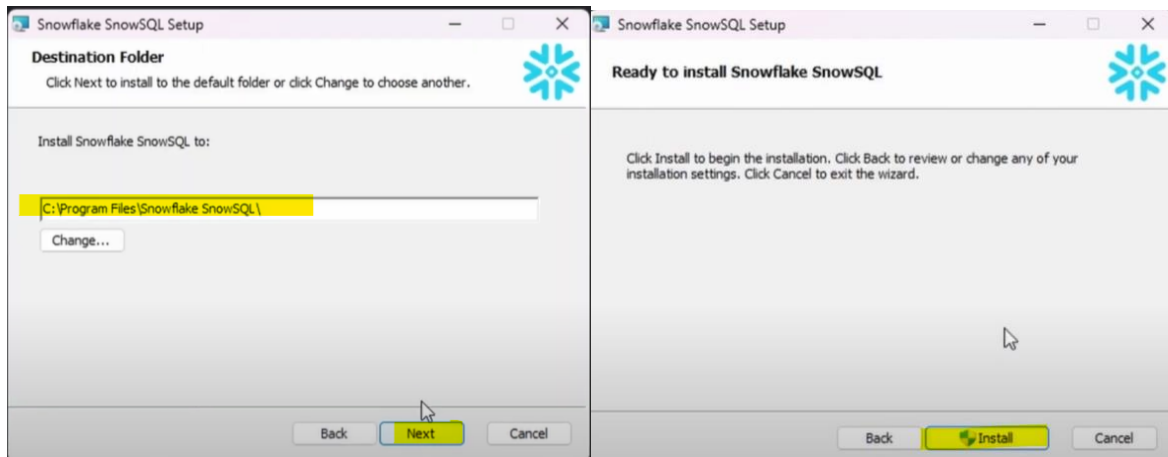 Snowflake SnowSQL Setup
Destination Folder
Click Next to install to the default folder or click Change to choose another.
Install Snowflake SnowSQL to:
C:\Program Files\Snowflake SnowSQL\
Change...
Back Next Cancel
Snowflake SnowSQL Setup
Ready to install Snowflake SnowSQL
Click Install to begin the installation. Click Back to review or change any of your
installation settings. Click Cancel to exit the wizard.
Back Install Cancel